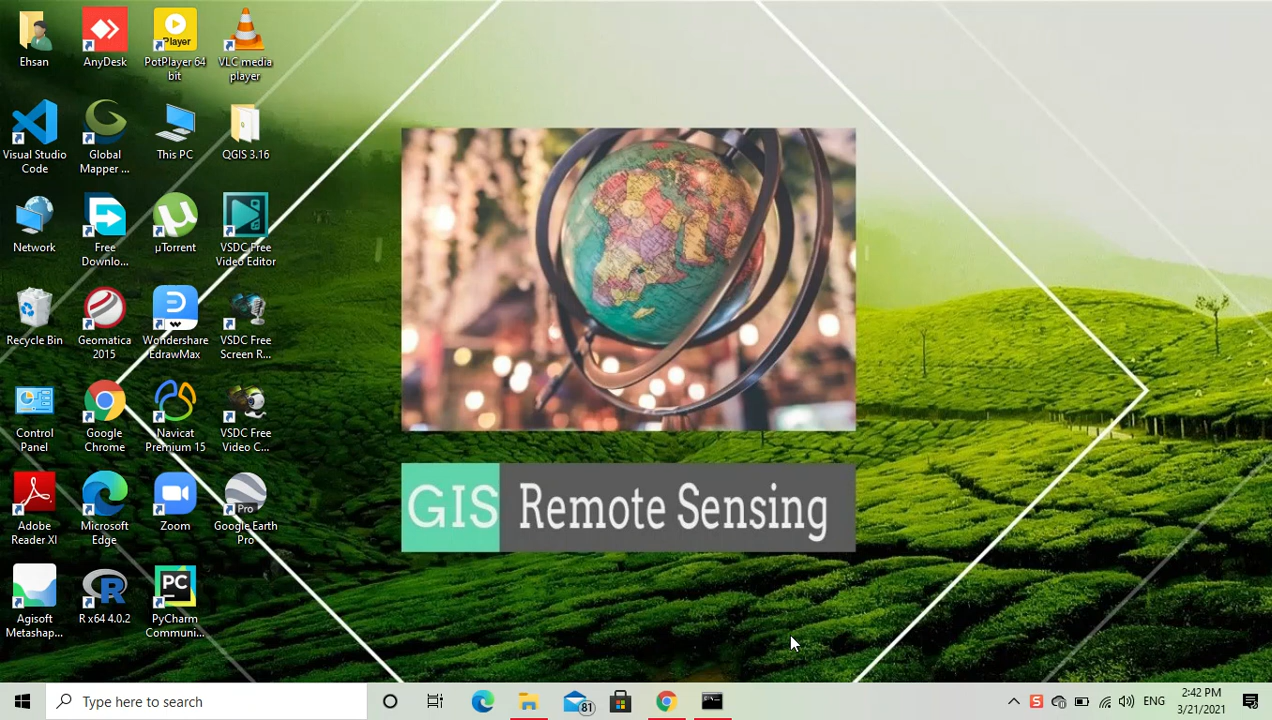 Ehsan
AnyDesk
Player
PotPlayer 64
bit
VLC media
player
Visual Studio
Code
Global
Mapper ...
This PC
QGIS 3.16
Network
Free
Downlo...
µTorrent
VSDC Free
Video Editor
Recycle Bin
Geomatica
2015
Wondershare
EdrawMax
VSDC Free
Screen R...
Control
Panel
Google
Chrome
Navicat
Premium 15
VSDC Free
Video C...
Adobe
Reader XI
Microsoft
Edge
Zoom
Pro
Google Earth
Pro
Agisoft
Metashap...
R x64 4.0.2
PC
PyCharm
Communi...
GIS Remote Sensing
Type here to search
81
ENG
2:42 PM
3/21/2021